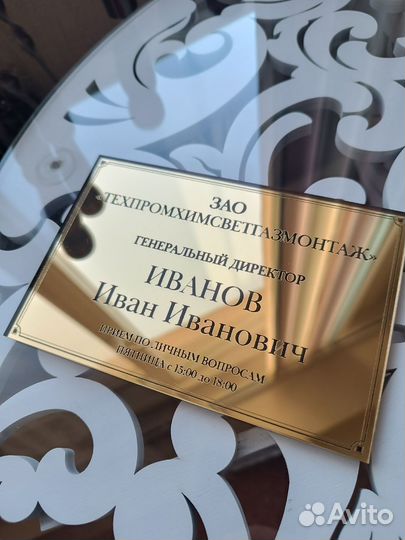 ЗАО
«ТЕХПРОМХИМСВЕТГАЗМОНТАЖ»
ГЕНЕРАЛЬНЫЙ ДИРЕКТОР
ИВАНОВ
Иван Иванович
ПРИЕМ ПО ЛИЧНЫМ ВОПРОСАМ
ПЯТНИЦА с 15:00 до 18:00
Avito